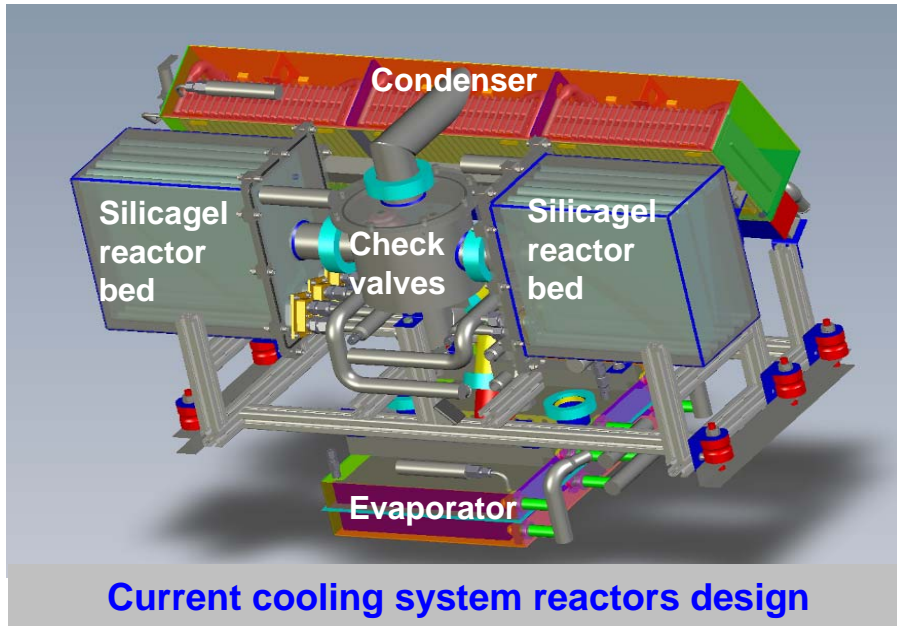 Condenser
Silicagel
reactor
bed
Check
valves
Silicagel
reactor
bed
Evaporator
Current cooling system reactors design